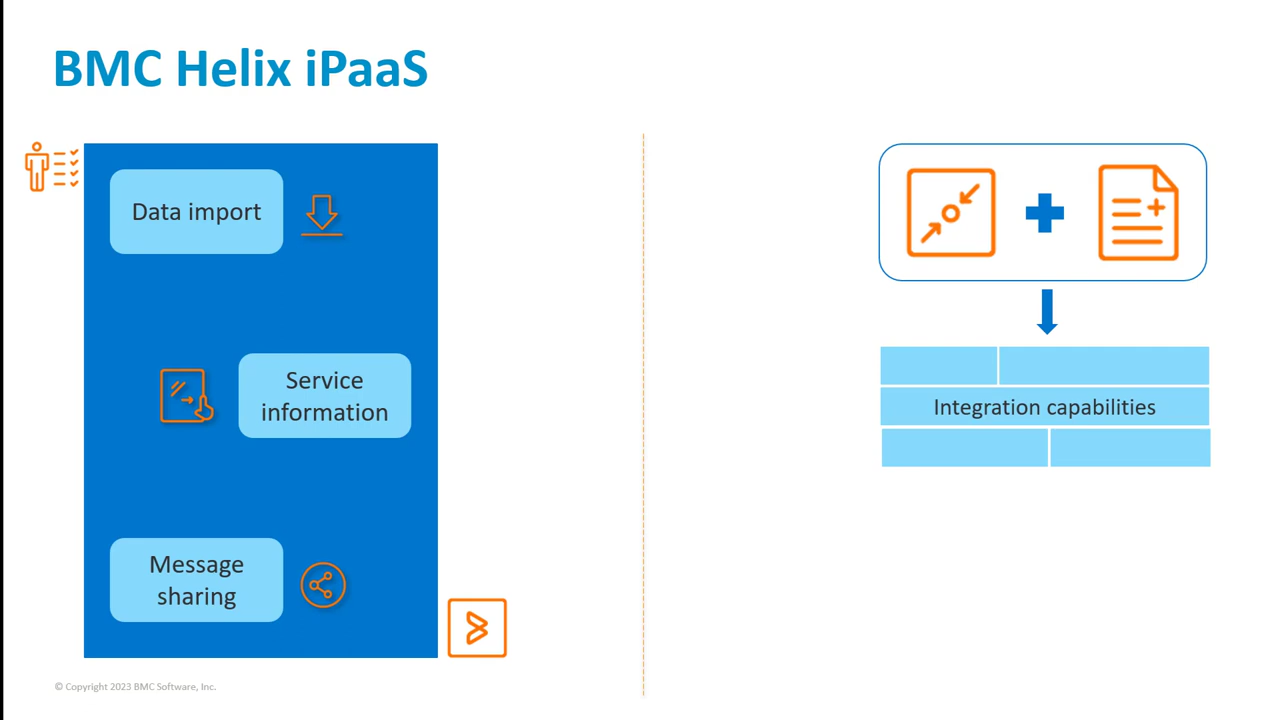 BMC Helix iPaaS
Data import
Service
information
Message
sharing
Integration capabilities
© Copyright 2023 BMC Software, Inc.